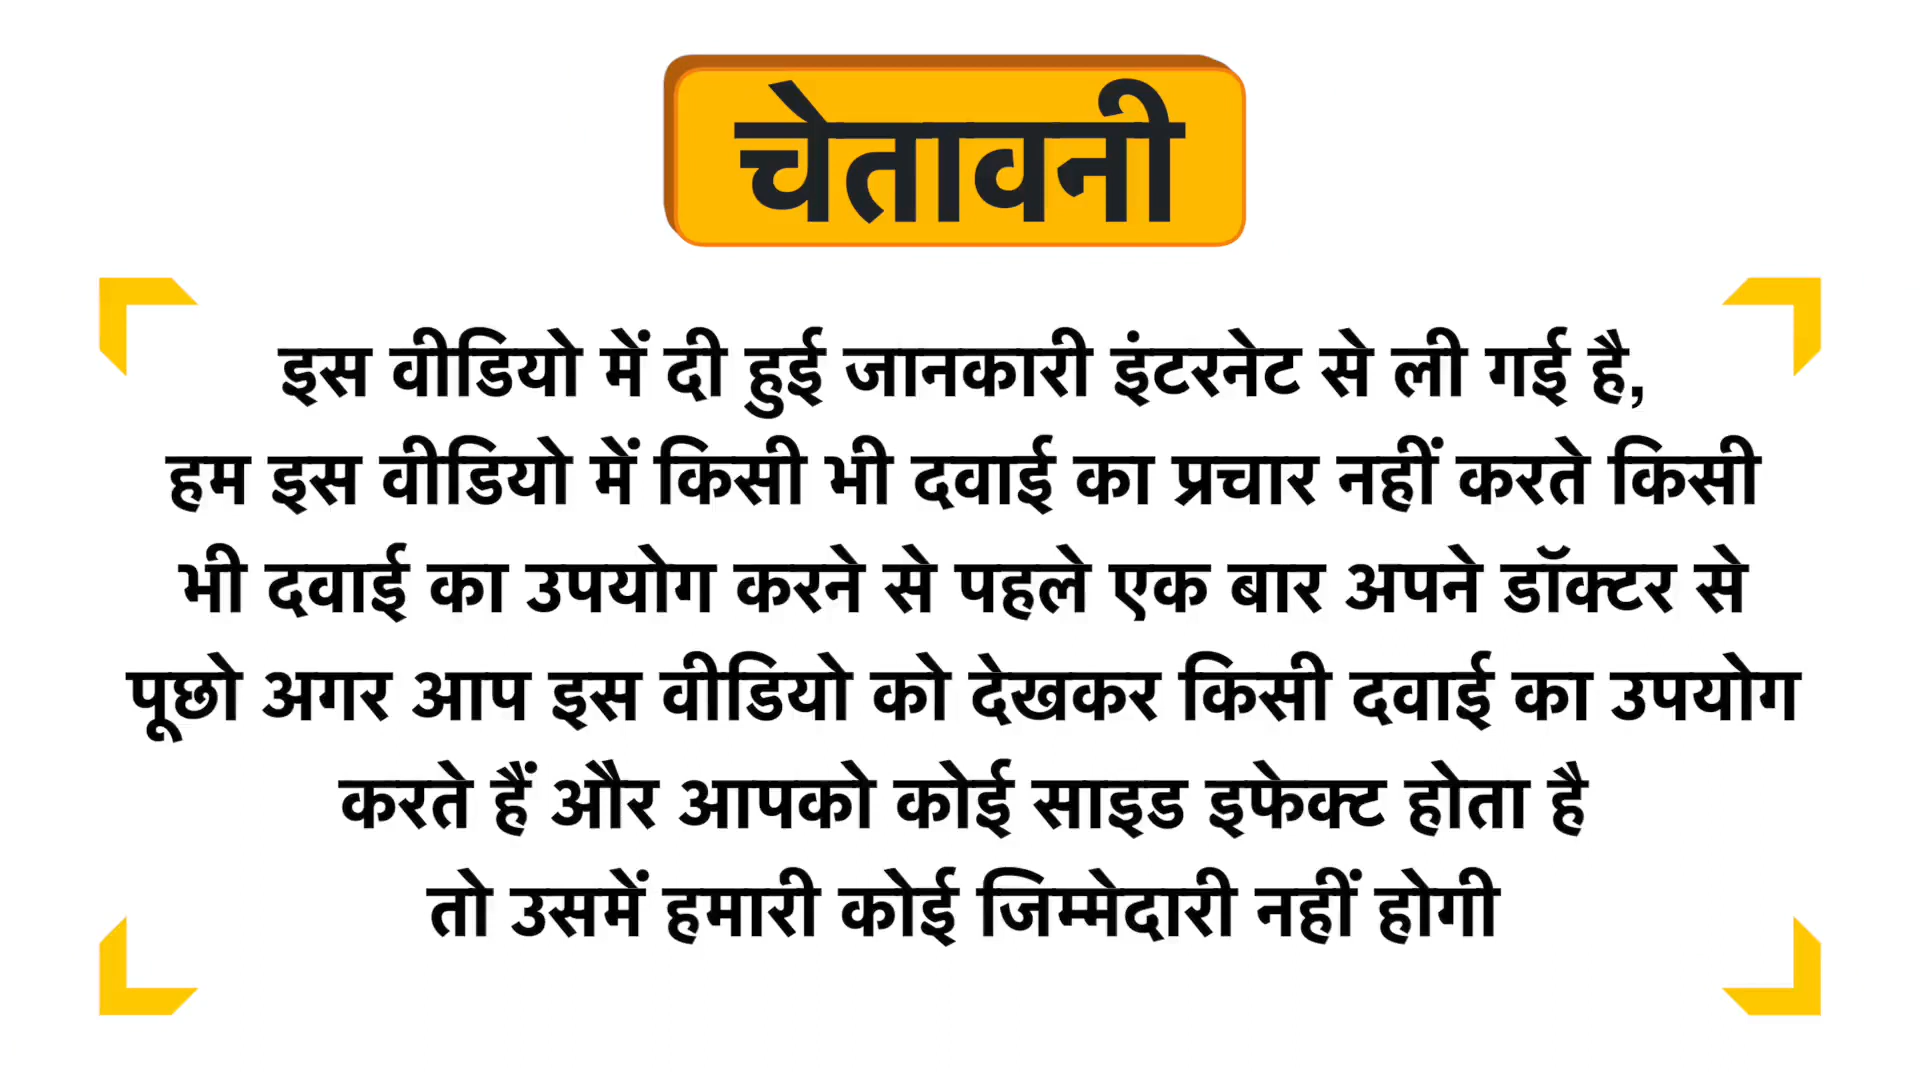 चेतावनी
इस वीडियो में दी हुई जानकारी इंटरनेट से ली गई है,
हम इस वीडियो में किसी भी दवाई का प्रचार नहीं करते किसी
भी दवाई का उपयोग करने से पहले एक बार अपने डॉक्टर से
पूछो अगर आप इस वीडियो को देखकर किसी दवाई का उपयोग
करते हैं और आपको कोई साइड इफेक्ट होता है
तो उसमें हमारी कोई जिम्मेदारी नहीं होगी